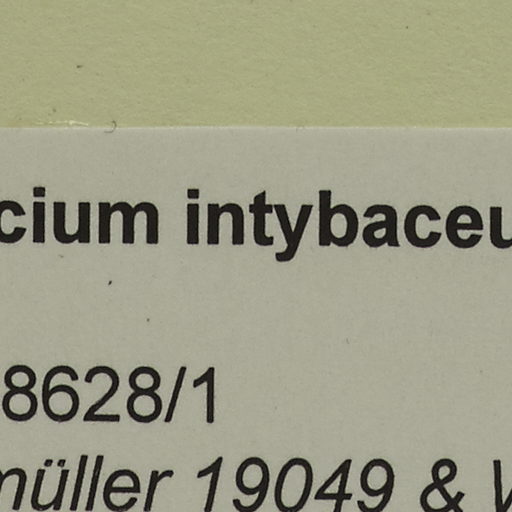 cium intybaceu
8628/1
müller 19049 &